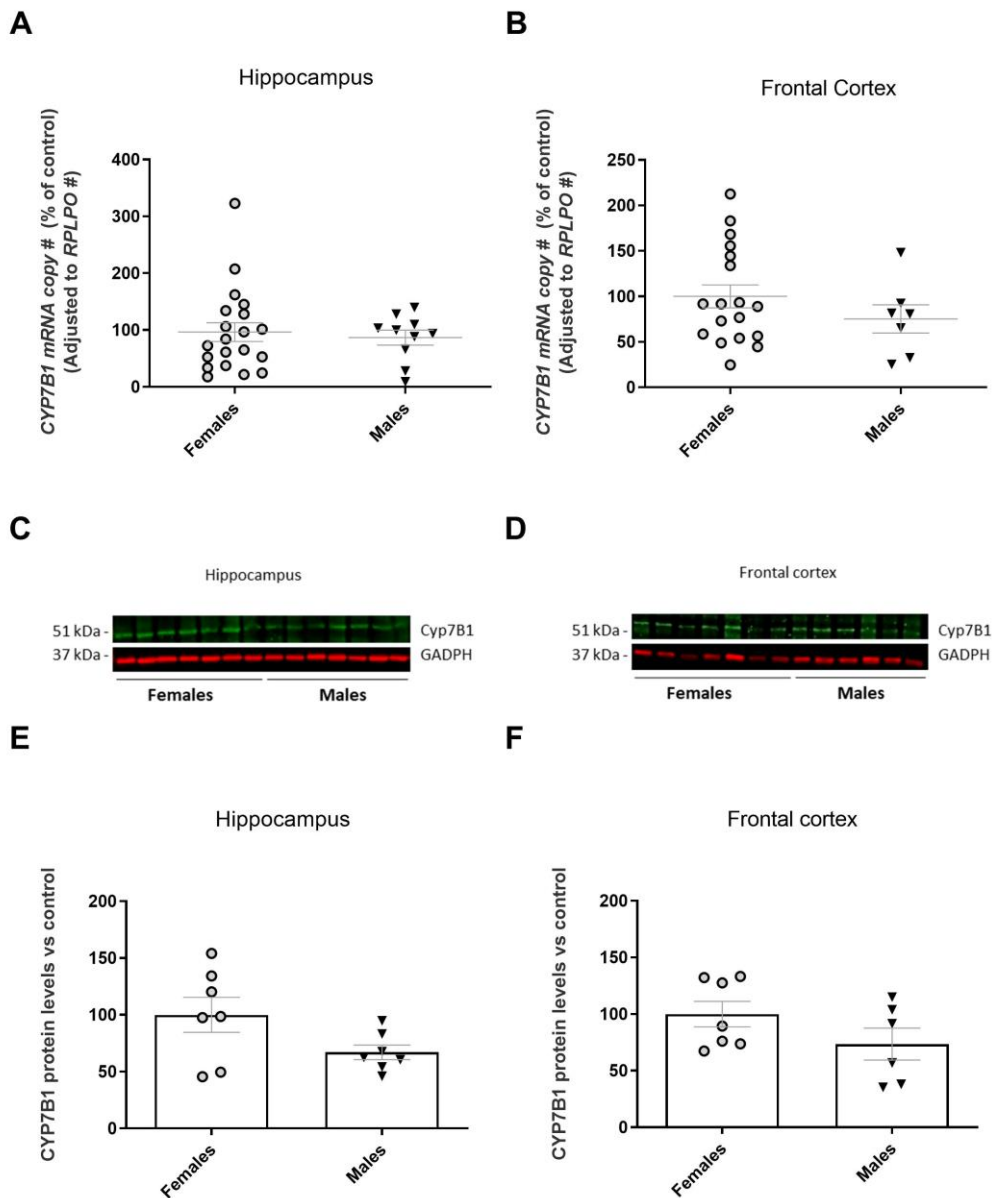 A
B
Hippocampus
Frontal Cortex
CYP7B1 mRNA copy # (% of control)
(Adjusted to RPLPO #)
400
300
200
100
0
Females
Males
CYP7B1 mRNA copy # (% of control)
(Adjusted to RPLPO #)
250
200
150
100
50
0
Females
Males
C
D
Hippocampus
Frontal cortex
51 kDa -
Cyp7B1
37 kDa -
GADPH
Females
Males
51 kDa -
Cyp7B1
37 kDa -
GADPH
Females
Males
E
F
Hippocampus
Frontal cortex
CYP7B1 protein levels vs control
200
150
100
50
0
Females
Males
CYP7B1 protein levels vs control
200
150
100
50
0
Females
Males